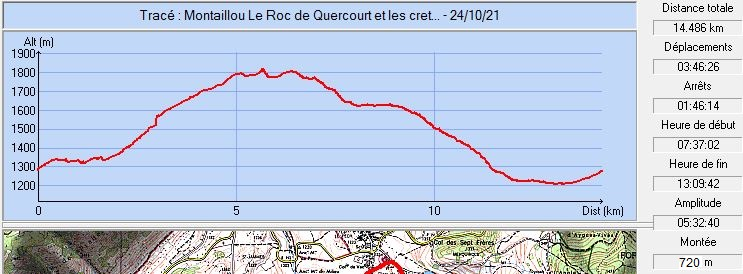 Tracé : Montaillou Le Roc de Quercourt et les cret... - 24/10/21
Distance totale
14.486 km
Déplacements
03:46:26
Arrêts
01:46:14
Heure de début
07:37:02
Heure de fin
13:09:42
Amplitude
05:32:40
Montée
720 m
Alt (m)
1900
1800
1700
1600
1500
1400
1300
1200
0 5 10 Dist (km)
Col des Sept Frères